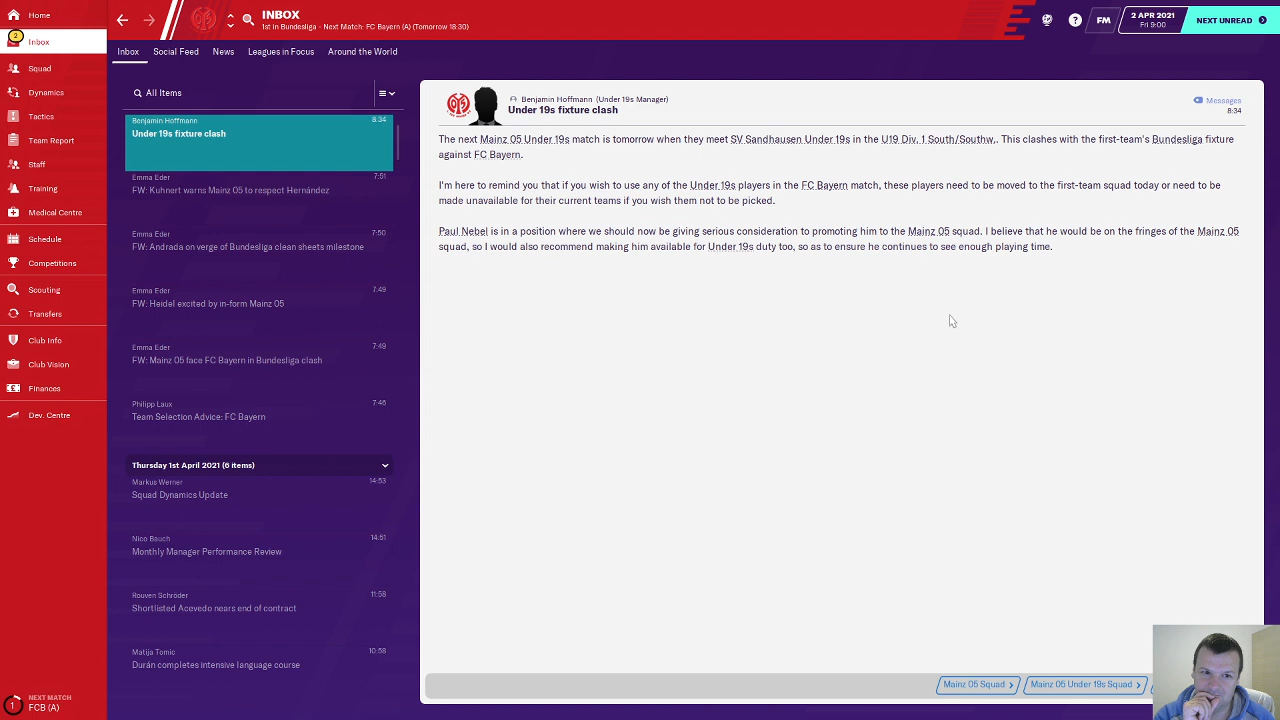 Home
INBOX
1st in Bundesliga - Next Match: FC Bayern (A) (Tomorrow 18:30)
FM
2 APR 2021
Fri 9:00
NEXT UNREAD
2
Inbox
Squad
Dynamics
Tactics
Team Report
Staff
Training
Medical Centre
Schedule
Competitions
Scouting
Transfers
Club Info
Club Vision
Finances
Dev. Centre
1
NEXT MATCH
FCB (A)
Inbox Social Feed News Leagues in Focus Around the World
All Items
Benjamin Hoffmann 8:34
Under 19s fixture clash
Emma Eder 7:51
FW: Kuhnert warns Mainz 05 to respect Hernández
Emma Eder 7:50
FW: Andrada on verge of Bundesliga clean sheets milestone
Emma Eder 7:49
FW: Heidel excited by in-form Mainz 05
Emma Eder 7:49
FW: Mainz 05 face FC Bayern in Bundesliga clash
Philipp Laux 7:46
Team Selection Advice: FC Bayern
Thursday 1st April 2021 (6 items)
Markus Werner 14:53
Squad Dynamics Update
Nico Bauch 14:51
Monthly Manager Performance Review
Rouven Schröder 11:58
Shortlisted Acevedo nears end of contract
Matija Tomic 10:58
Durán completes intensive language course
Benjamin Hoffmann (Under 19s Manager)
Under 19s fixture clash
Messages
8:34
The next Mainz 05 Under 19s match is tomorrow when they meet SV Sandhausen Under 19s in the U19 Div. 1 South/Southw.. This clashes with the first-team's Bundesliga fixture
against FC Bayern.
I'm here to remind you that if you wish to use any of the Under 19s players in the FC Bayern match, these players need to be moved to the first-team squad today or need to be
made unavailable for their current teams if you wish them not to be picked.
Paul Nebel is in a position where we should now be giving serious consideration to promoting him to the Mainz 05 squad. I believe that he would be on the fringes of the Mainz 05
squad, so I would also recommend making him available for Under 19s duty too, so as to ensure he continues to see enough playing time.
Mainz 05 Squad
Mainz 05 Under 19s Squad